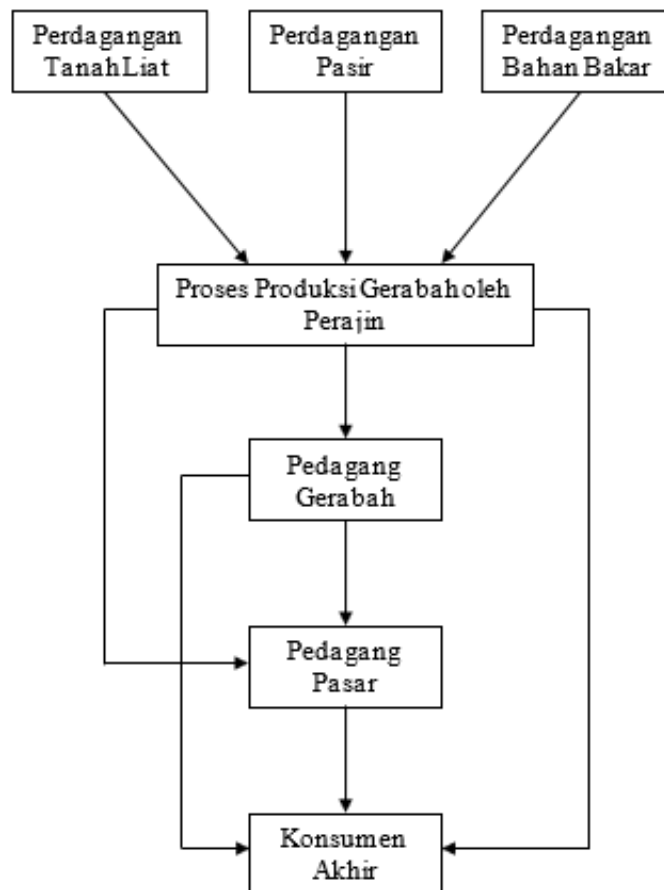 Perdagangan
Tanah Liat
Perdagangan
Pasir
Perdagangan
Bahan Bakar
Proses Produksi Gerabah oleh
Perajin
Pedagang
Gerabah
Pedagang
Pasar
Konsumen
Akhir